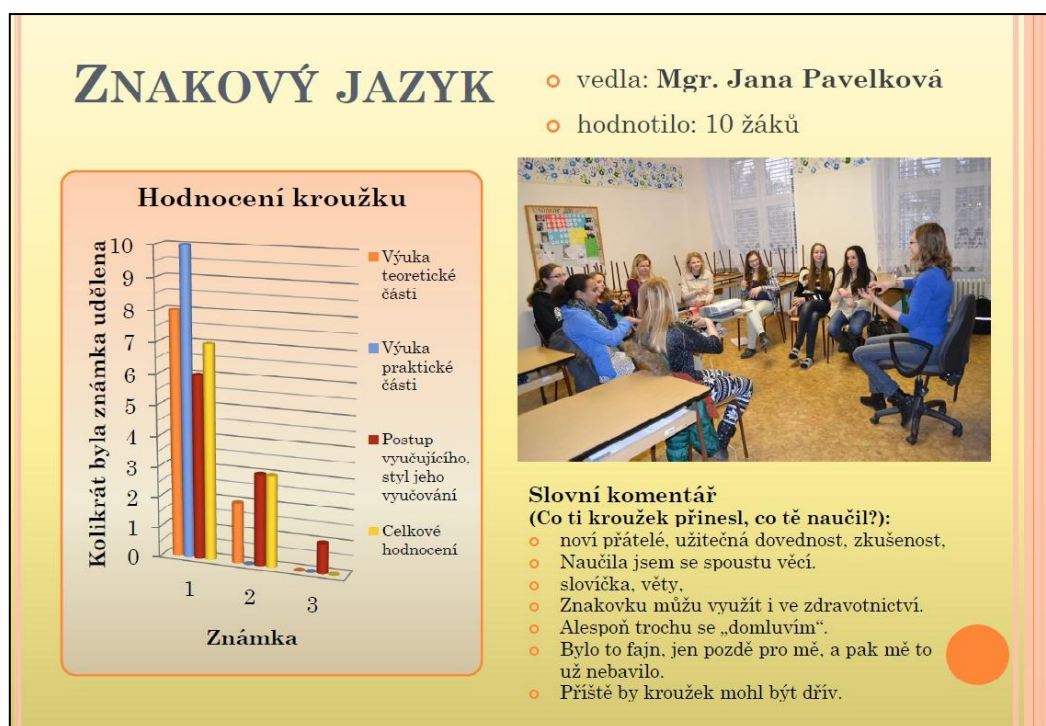 ZNAKOVÝ JAZYK
vedla: Mgr. Jana Pavelková
hodnotilo: 10 žáků
Hodnocení kroužku
Kolikrát byla známka udělena
10
9
8
7
6
5
4
3
2
1
0
1
2
3
Známka
Výuka
teoretické
části
Výuka
praktické
části
Postup
vyučujícího,
styl jeho
vyučování
Celkové
hodnocení
Slovní komentář
(Co ti kroužek přinesl, co tě naučil?):
noví přátelé, užitečná dovednost, zkušenost,
Naučila jsem se spoustu věcí.
slovíčka, věty,
Znakovku můžu využít i ve zdravotnictví.
Alespoň trochu se „domluvím“.
Bylo to fajn, jen pozdě pro mě, a pak mě to
už nebavilo.
Příště by kroužek mohl být dřív.